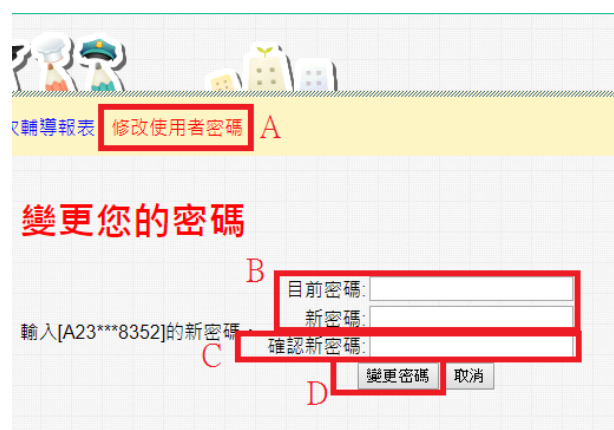 輔導報表 修改使用者密碼 A
變更您的密碼
B
目前密碼:
新密碼:
輸入[A23***8352]的新密碼:
C
確認新密碼:
變更密碼 取消
D